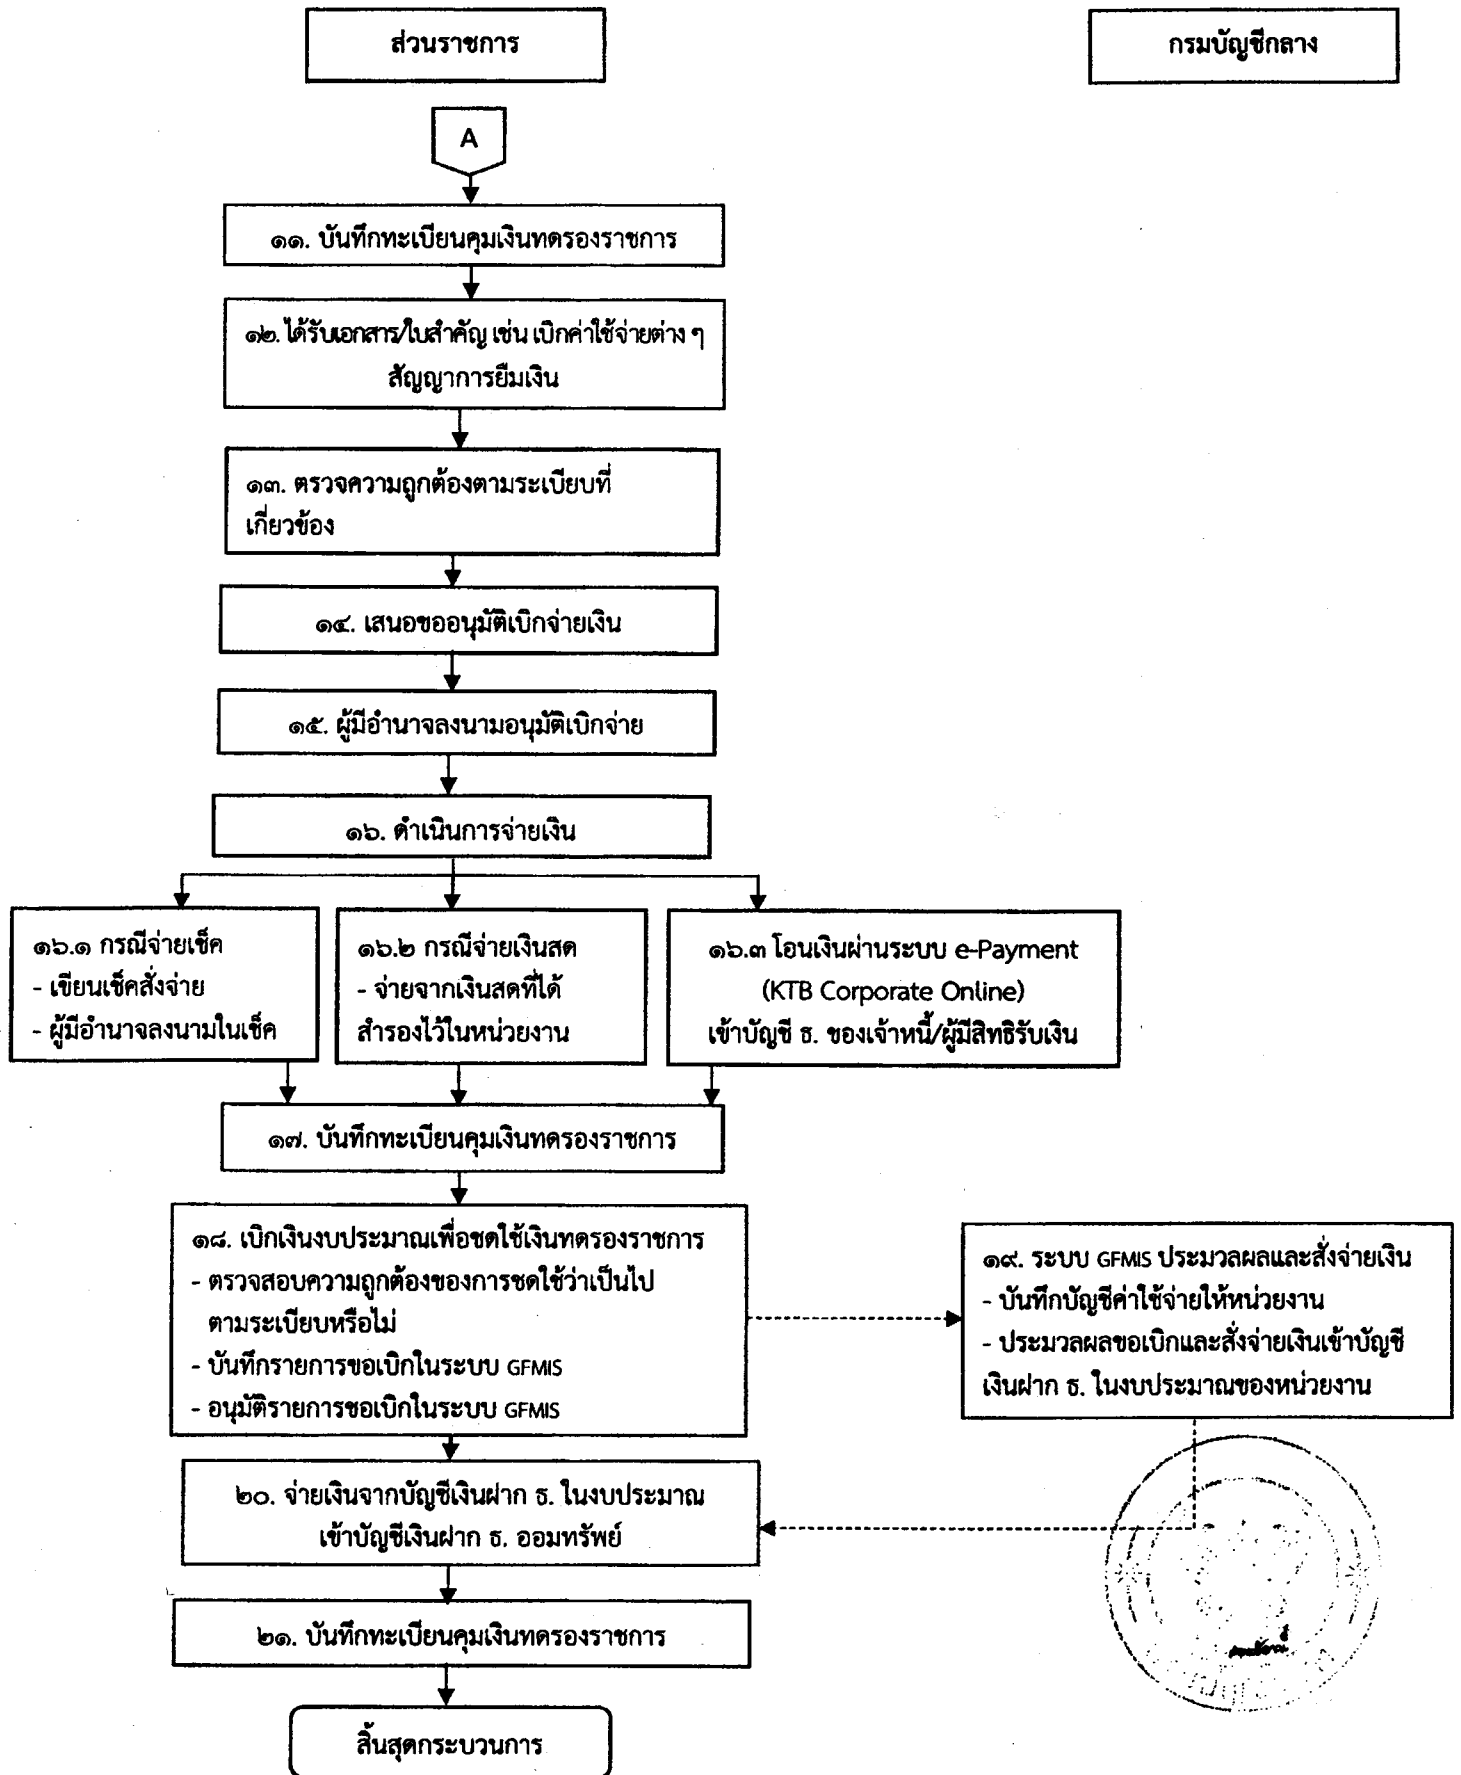 ส่วนราชการ
กรมบัญชีกลาง
A
๑๑. บันทึกทะเบียนคุมเงินทดรองราชการ
๑๒. ได้รับเอกสาร/ใบสำคัญ เช่น เบิกค่าใช้จ่ายต่าง ๆ
สัญญาการยืมเงิน
๑๓. ตรวจความถูกต้องตามระเบียบที่
เกี่ยวข้อง
๑๔. เสนอขออนุมัติเบิกจ่ายเงิน
๑๕. ผู้มีอำนาจลงนามอนุมัติเบิกจ่าย
๑๖. ดำเนินการจ่ายเงิน
๑๖.๑ กรณีจ่ายเช็ค
- เขียนเช็คสั่งจ่าย
- ผู้มีอำนาจลงนามในเช็ค
๑๖.๒ กรณีจ่ายเงินสด
- จ่ายจากเงินสดที่ได้
สำรองไว้ในหน่วยงาน
๑๖.๓ โอนเงินผ่านระบบ e-Payment
(KTB Corporate Online)
เข้าบัญชี ธ. ของเจ้าหนี้/ผู้มีสิทธิรับเงิน
๑๗. บันทึกทะเบียนคุมเงินทดรองราชการ
๑๘. เบิกเงินงบประมาณเพื่อชดใช้เงินทดรองราชการ
- ตรวจสอบความถูกต้องของการชดใช้ว่าเป็นไป
ตามระเบียบหรือไม่
- บันทึกรายการขอเบิกในระบบ GFMIS
- อนุมัติรายการขอเบิกในระบบ GFMIS
๑๙. ระบบ GFMIS ประมวลผลและสั่งจ่ายเงิน
- บันทึกบัญชีค่าใช้จ่ายให้หน่วยงาน
- ประมวลผลขอเบิกและสั่งจ่ายเงินเข้าบัญชี
เงินฝาก ธ. ในงบประมาณของหน่วยงาน
๒๐. จ่ายเงินจากบัญชีเงินฝาก ธ. ในงบประมาณ
เข้าบัญชีเงินฝาก ธ. ออมทรัพย์
๒๑. บันทึกทะเบียนคุมเงินทดรองราชการ
สิ้นสุดกระบวนการ